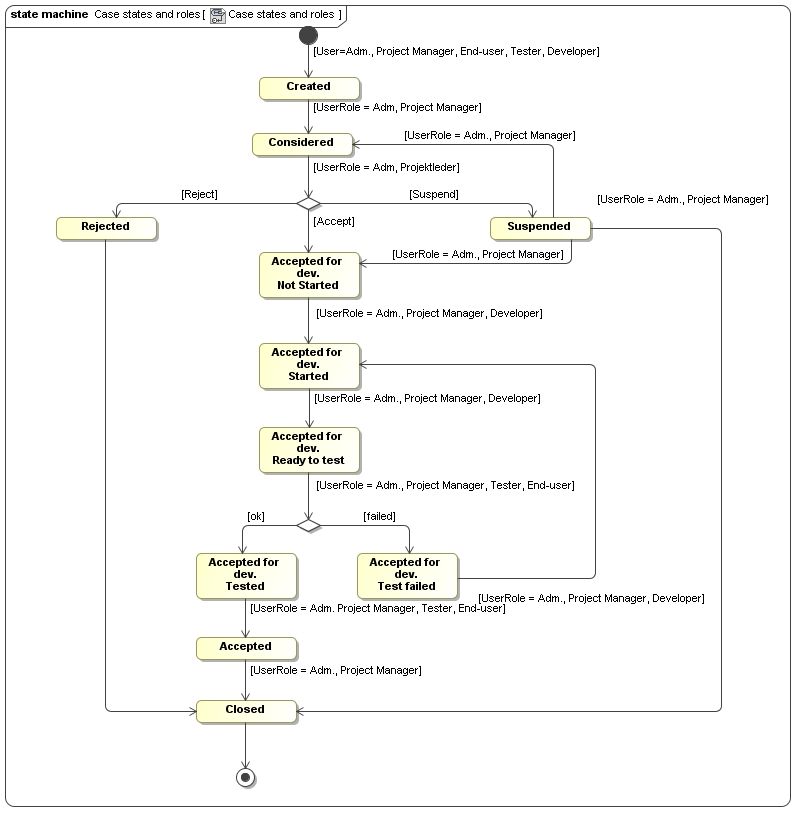 state machine Case states and roles [ Case states and roles ]
[User=Adm., Project Manager, End-user, Tester, Developer]
Created
[UserRole = Adm, Project Manager]
[UserRole = Adm., Project Manager]
Considered
[UserRole = Adm, Projektleder]
[Reject]
[Suspend]
[UserRole = Adm., Project Manager]
[Accept]
Rejected
Suspended
[UserRole = Adm., Project Manager]
Accepted for
dev.
Not Started
[UserRole = Adm., Project Manager, Developer]
Accepted for
dev.
Started
[UserRole = Adm., Project Manager, Developer]
Accepted for
dev.
Ready to test
[UserRole = Adm., Project Manager, Tester, End-user]
[ok]
[failed]
Accepted for
dev.
Tested
Accepted for
dev.
Test failed
[UserRole = Adm., Project Manager, Developer]
[UserRole = Adm. Project Manager, Tester, End-user]
Accepted
[UserRole = Adm., Project Manager]
Closed